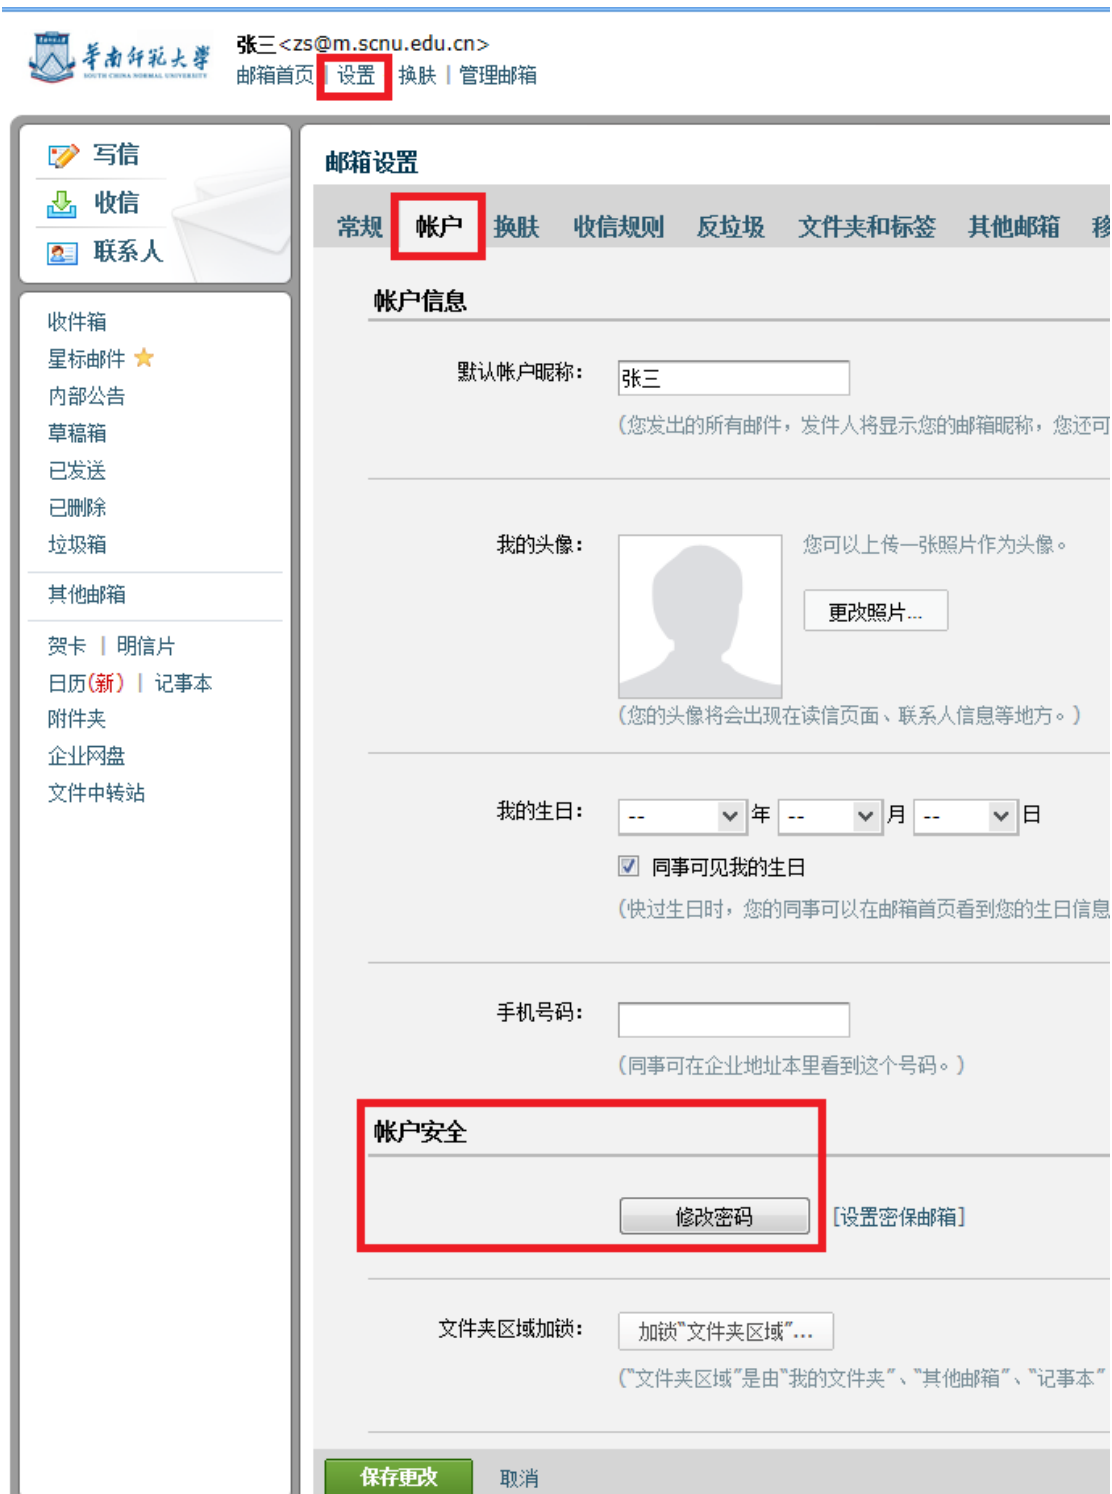 华南师范大学
SOUTH CHINA NORMAL UNIVERSITY
张三<zs@m.scnu.edu.cn>
邮箱首页 | 设置 | 换肤 | 管理邮箱
写信
收信
联系人
收件箱
星标邮件
内部公告
草稿箱
已发送
已删除
垃圾箱
其他邮箱
贺卡 | 明信片
日历(新) | 记事本
附件夹
企业网盘
文件中转站
邮箱设置
常规 帐户 换肤 收信规则 反垃圾 文件夹和标签 其他邮箱 移
帐户信息
默认帐户昵称： 张三
(您发出的所有邮件，发件人将显示您的邮箱昵称，您还可
我的头像： 您可以上传一张照片作为头像。
更改照片...
(您的头像将会出现在读信页面、联系人信息等地方。)
我的生日： -- 年 -- 月 -- 日
同事可见我的生日
(快过生日时，您的同事可以在邮箱首页看到您的生日信息
手机号码：
(同事可在企业地址本里看到这个号码。)
帐户安全
修改密码 [设置密保邮箱]
文件夹区域加锁： 加锁“文件夹区域”...
(“文件夹区域”是由“我的文件夹”、“其他邮箱”、“记事本”
保存更改 取消